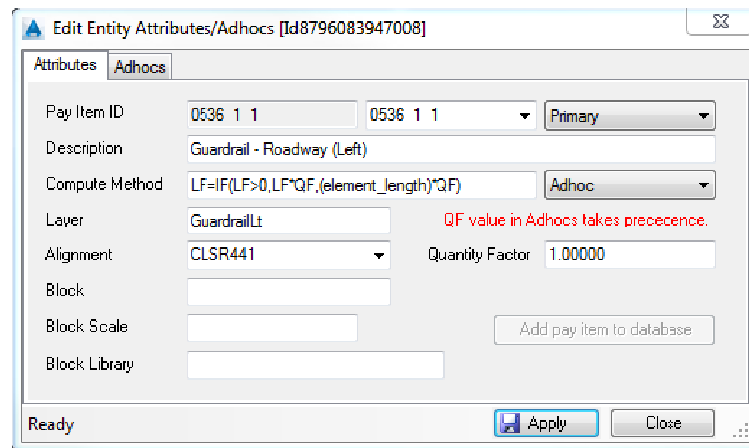 Edit Entity Attributes/Adhocs [Id8796083947008]
Attributes Adhocs
Pay Item ID 0536 1 1 0536 1 1 Primary
Description Guardrail - Roadway (Left)
Compute Method LF=IF(LF>0,LF*QF,(element_length)*QF) Adhoc
Layer GuardrailLt QF value in Adhocs takes prececence.
Alignment CLSR441 Quantity Factor 1.00000
Block
Block Scale Add pay item to database
Block Library
Ready Apply Close